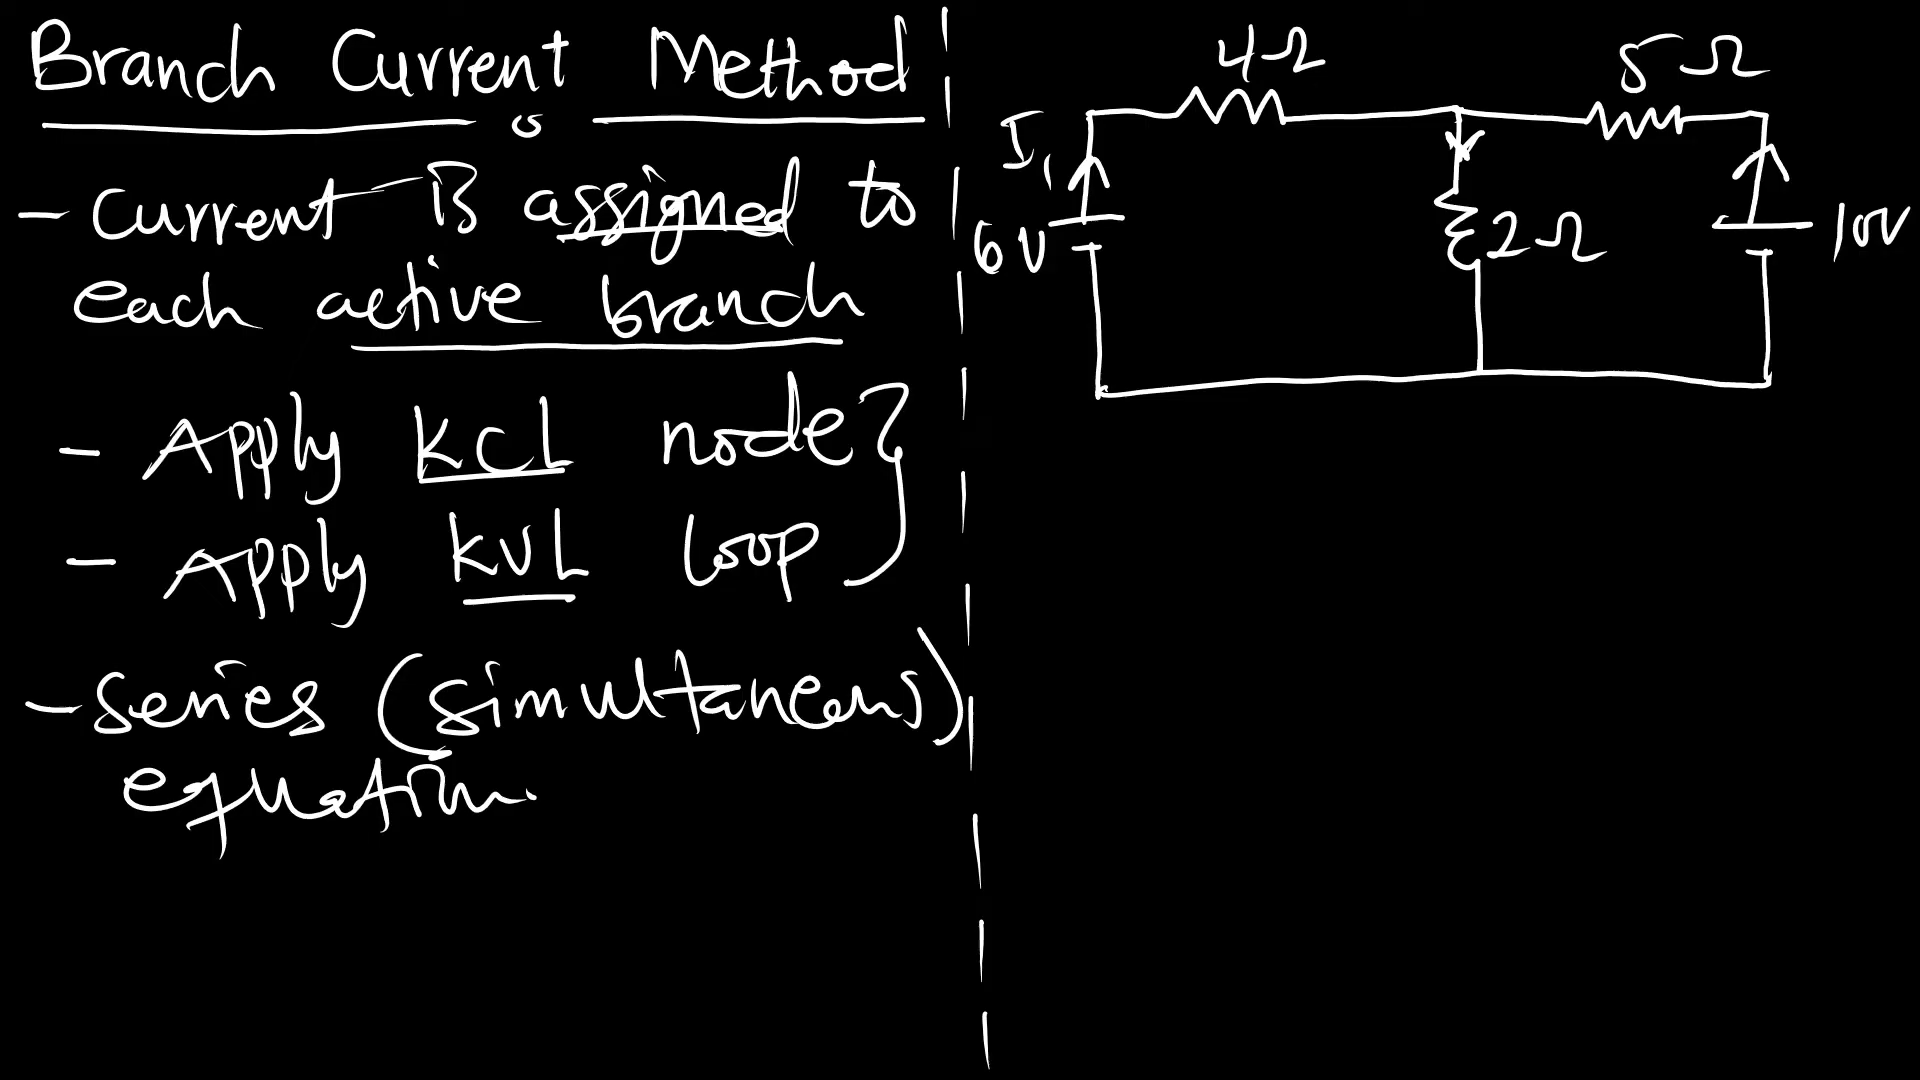 Branch Current Method
- Current is assigned to
each active branch
- Apply KCL node
- Apply KVL loop
- Series (simultaneous)
equation.
4Ω
5Ω
I1
6V
2Ω
10V